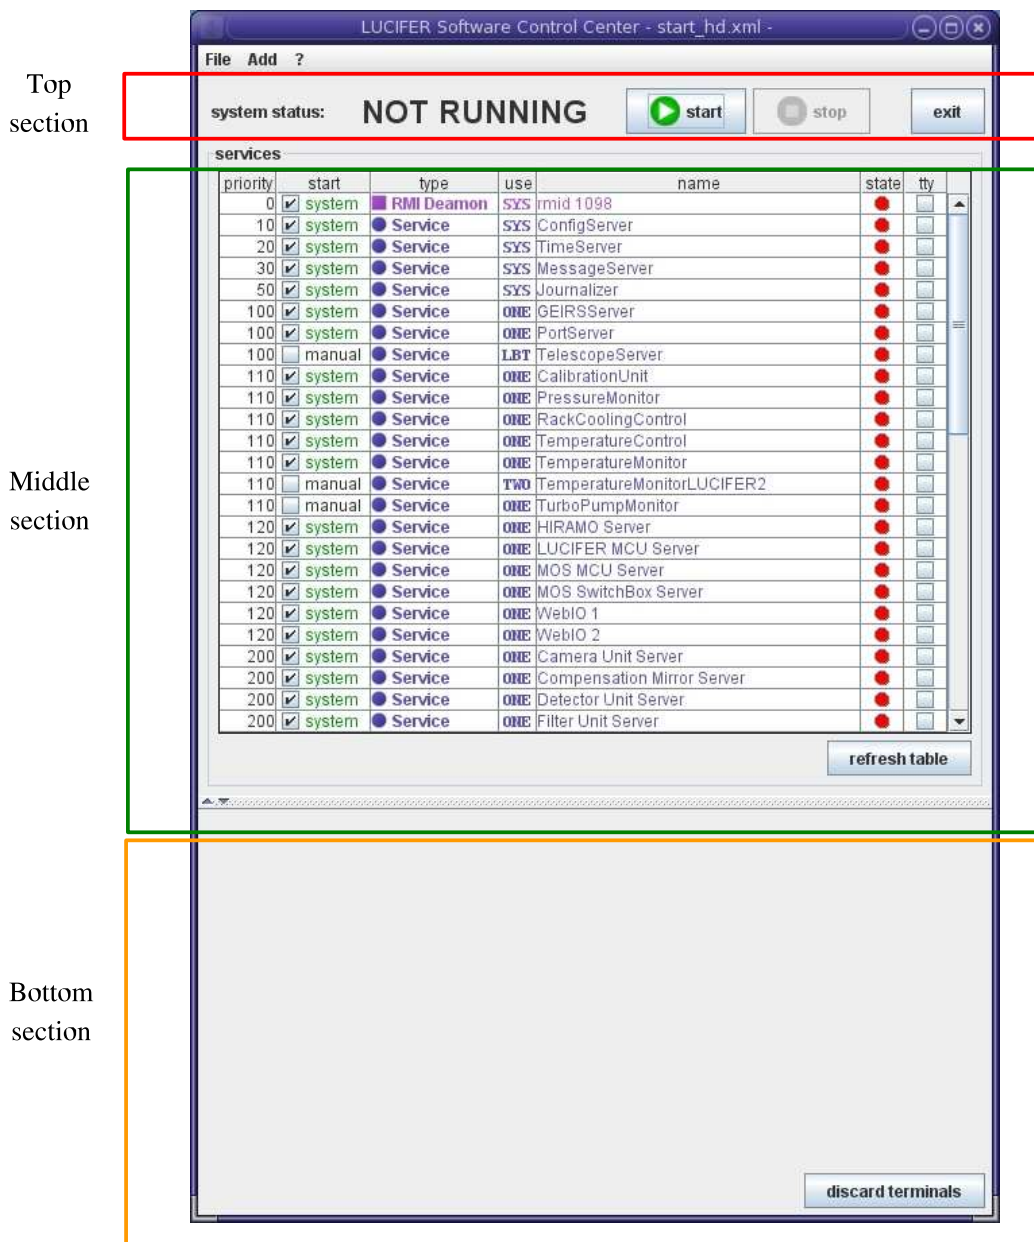 LUCIFER Software Control Center - start_hd.xml -
File Add ?
Top section
system status: NOT RUNNING start stop exit
services
priority start type use name state tty
0 system RMI Deamon SYS rmid 1098
10 system Service SYS ConfigServer
20 system Service SYS TimeServer
30 system Service SYS MessageServer
50 system Service SYS Journalizer
100 system Service ONE GEIRSServer
100 system Service ONE PortServer
100 manual Service LBT TelescopeServer
110 system Service ONE CalibrationUnit
110 system Service ONE PressureMonitor
110 system Service ONE RackCoolingControl
110 system Service ONE TemperatureControl
110 system Service ONE TemperatureMonitor
110 manual Service TWO TemperatureMonitorLUCIFER2
110 manual Service ONE TurboPumpMonitor
120 system Service ONE HIRAMO Server
120 system Service ONE LUCIFER MCU Server
120 system Service ONE MOS MCU Server
120 system Service ONE MOS SwitchBox Server
120 system Service ONE WebIO 1
120 system Service ONE WebIO 2
200 system Service ONE Camera Unit Server
200 system Service ONE Compensation Mirror Server
200 system Service ONE Detector Unit Server
200 system Service ONE Filter Unit Server
Middle section
refresh table
Bottom section
discard terminals